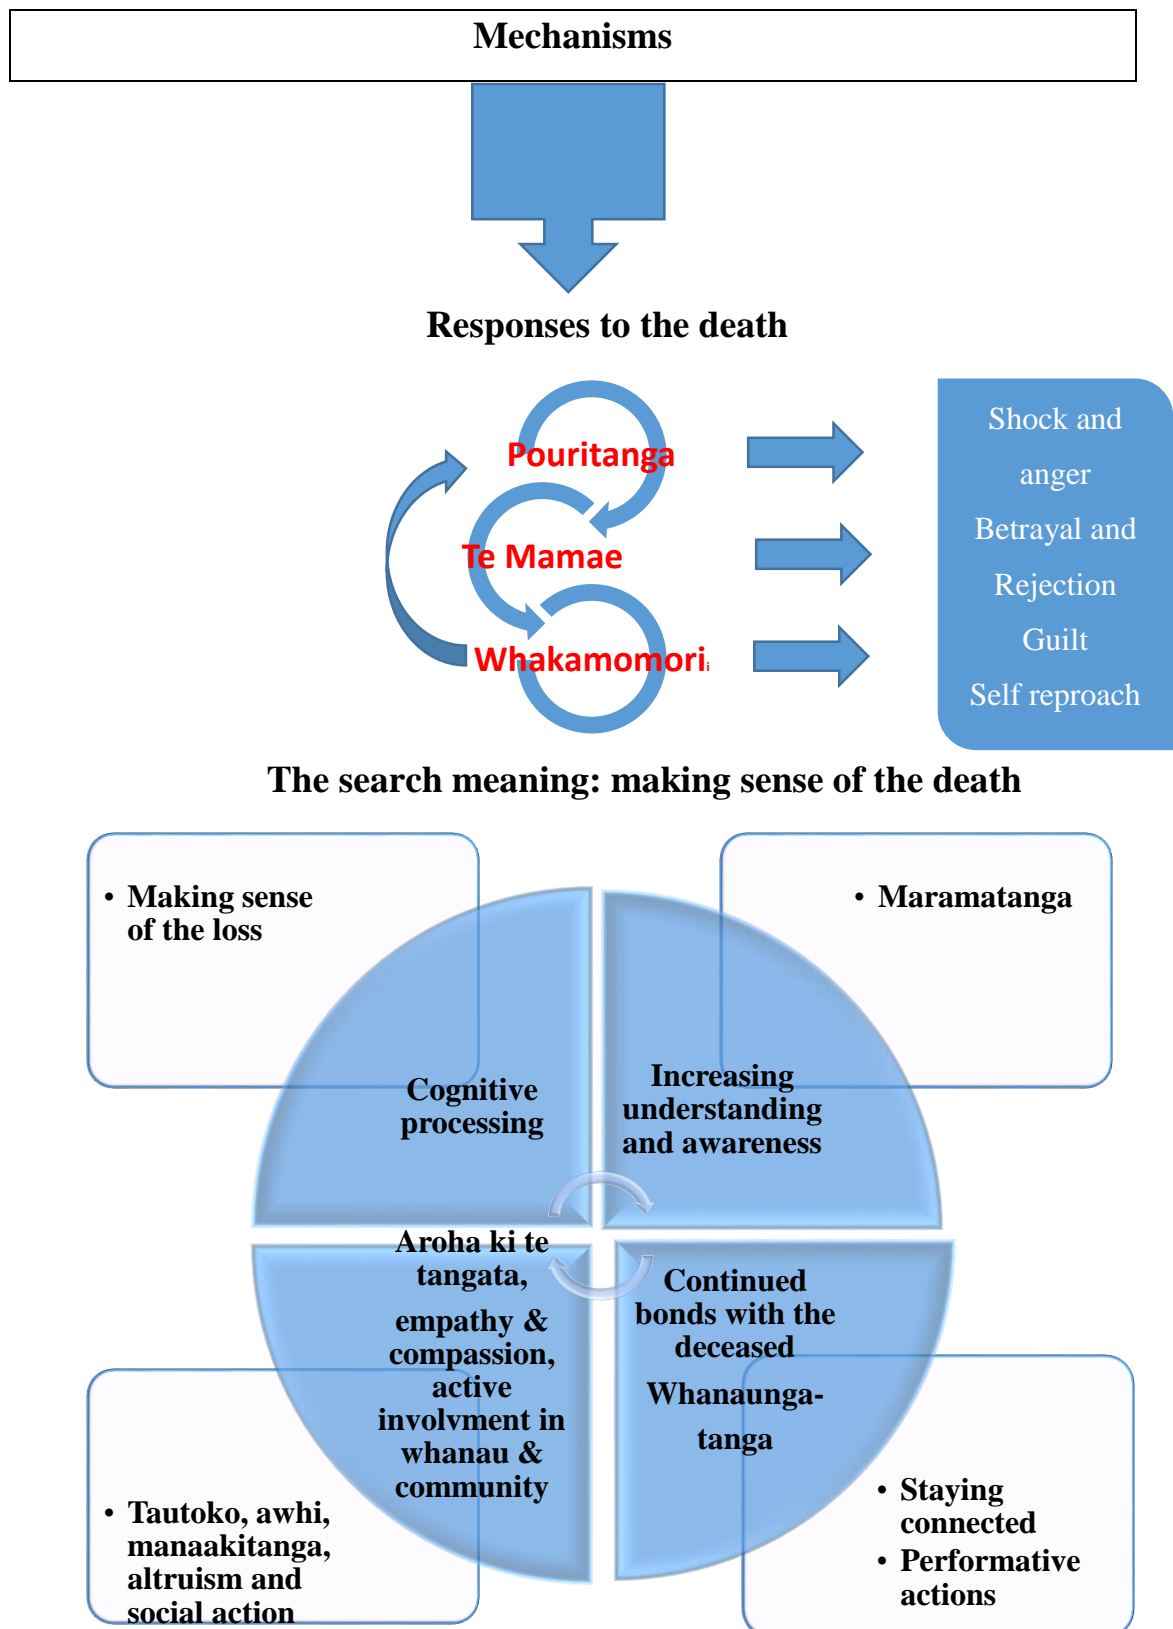 Mechanisms
Responses to the death
Pouritanga
Te Mamae
Whakamomorii
Shock and
anger
Betrayal and
Rejection
Guilt
Self reproach
The search meaning: making sense of the death
• Making sense
of the loss
• Maramatanga
Cognitive
processing
Increasing
understanding
and awareness
Aroha ki te
tangata,
empathy &
compassion,
active
involvment in
whanau &
community
Continued
bonds with the
deceased
Whanaunga-
tanga
• Tautoko, awhi,
manaakitanga,
altruism and
social action
• Staying
connected
• Performative
actions